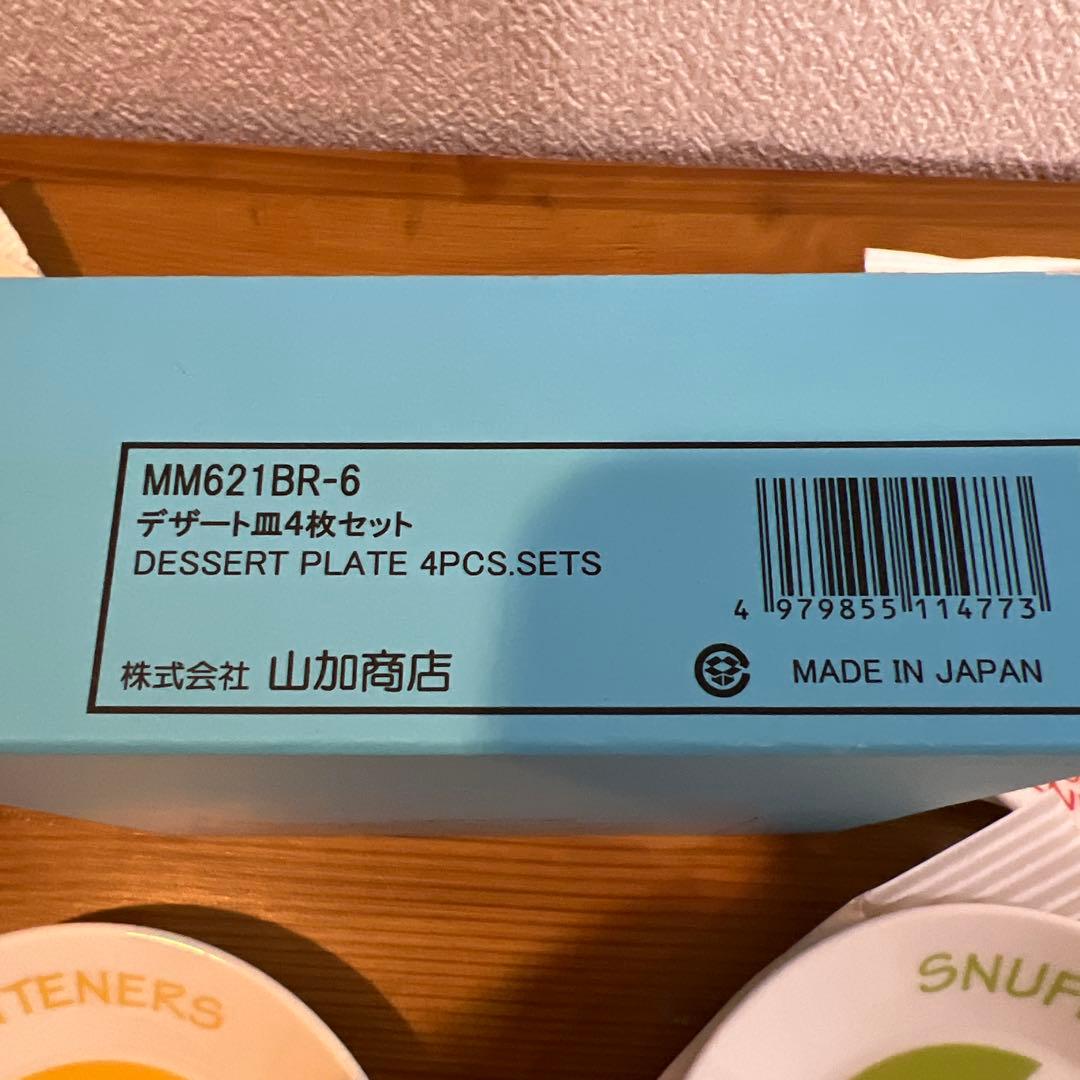 MM621BR-6
デザート皿4枚セット
DESSERT PLATE 4PCS.SETS
4 979855 114773
株式会社 山加商店
MADE IN JAPAN
TTENERS
SNUF